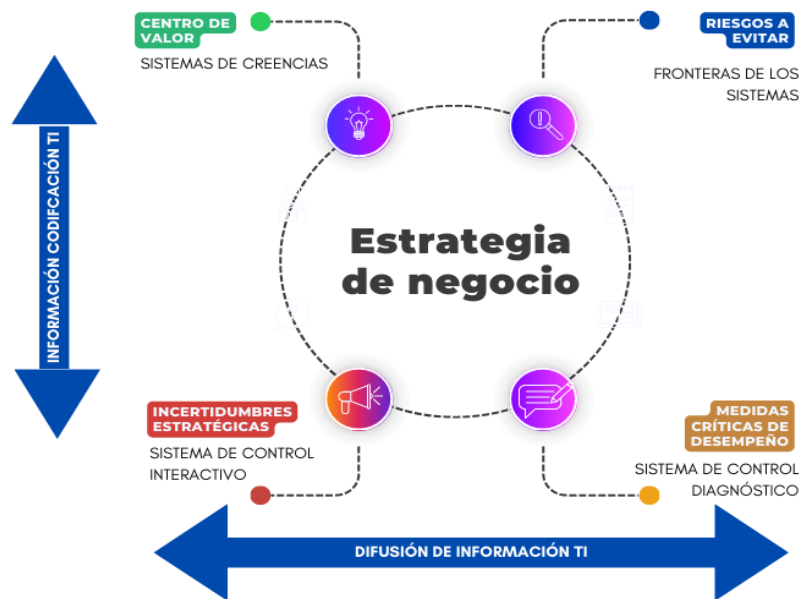 CENTRO DE
VALOR
SISTEMAS DE CREENCIAS
RIESGOS A
EVITAR
FRONTERAS DE LOS
SISTEMAS
INFORMACIÓN CODIFCACIÓN TI
Estrategia
de negocio
INCERTIDUMBRES
ESTRATÉGICAS
SISTEMA DE CONTROL
INTERACTIVO
MEDIDAS
CRÍTICAS DE
DESEMPEÑO
SISTEMA DE CONTROL
DIAGNÓSTICO
DIFUSIÓN DE INFORMACIÓN TI